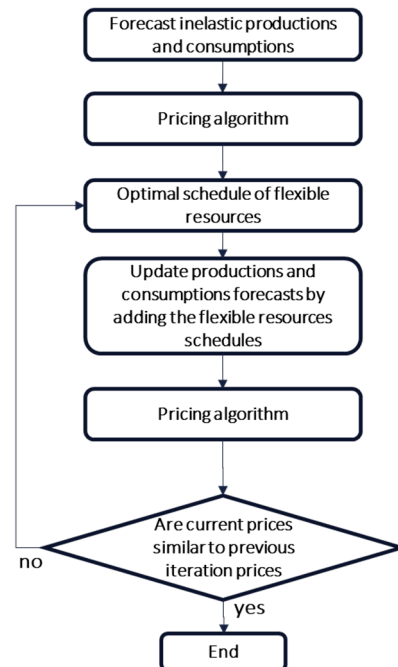 Forecast inelastic productions
and consumptions
Pricing algorithm
Optimal schedule of flexible
resources
Update productions and
consumptions forecasts by
adding the flexible resources
schedules
Pricing algorithm
Are current prices
similar to previous
iteration prices
no
yes
End